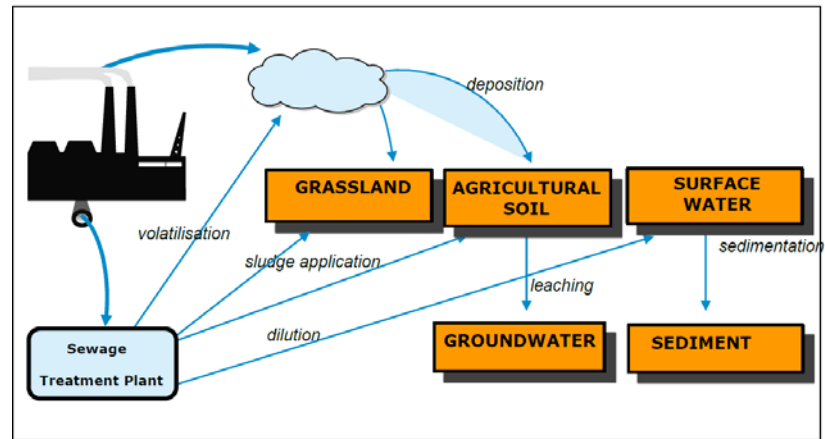 deposition
GRASSLAND
AGRICULTURAL
SOIL
SURFACE
WATER
volatilisation
sludge application
sedimentation
leaching
dilution
GROUNDWATER
SEDIMENT
Sewage
Treatment Plant